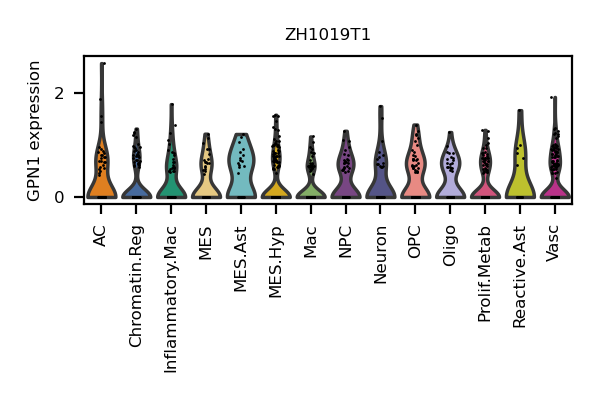 ZH1019T1
GPN1 expression
2
0
AC
Chromatin.Reg
Inflammatory.Mac
MES
MES.Ast
MES.Hyp
Mac
NPC
Neuron
OPC
Oligo
Prolif.Metab
Reactive.Ast
Vasc